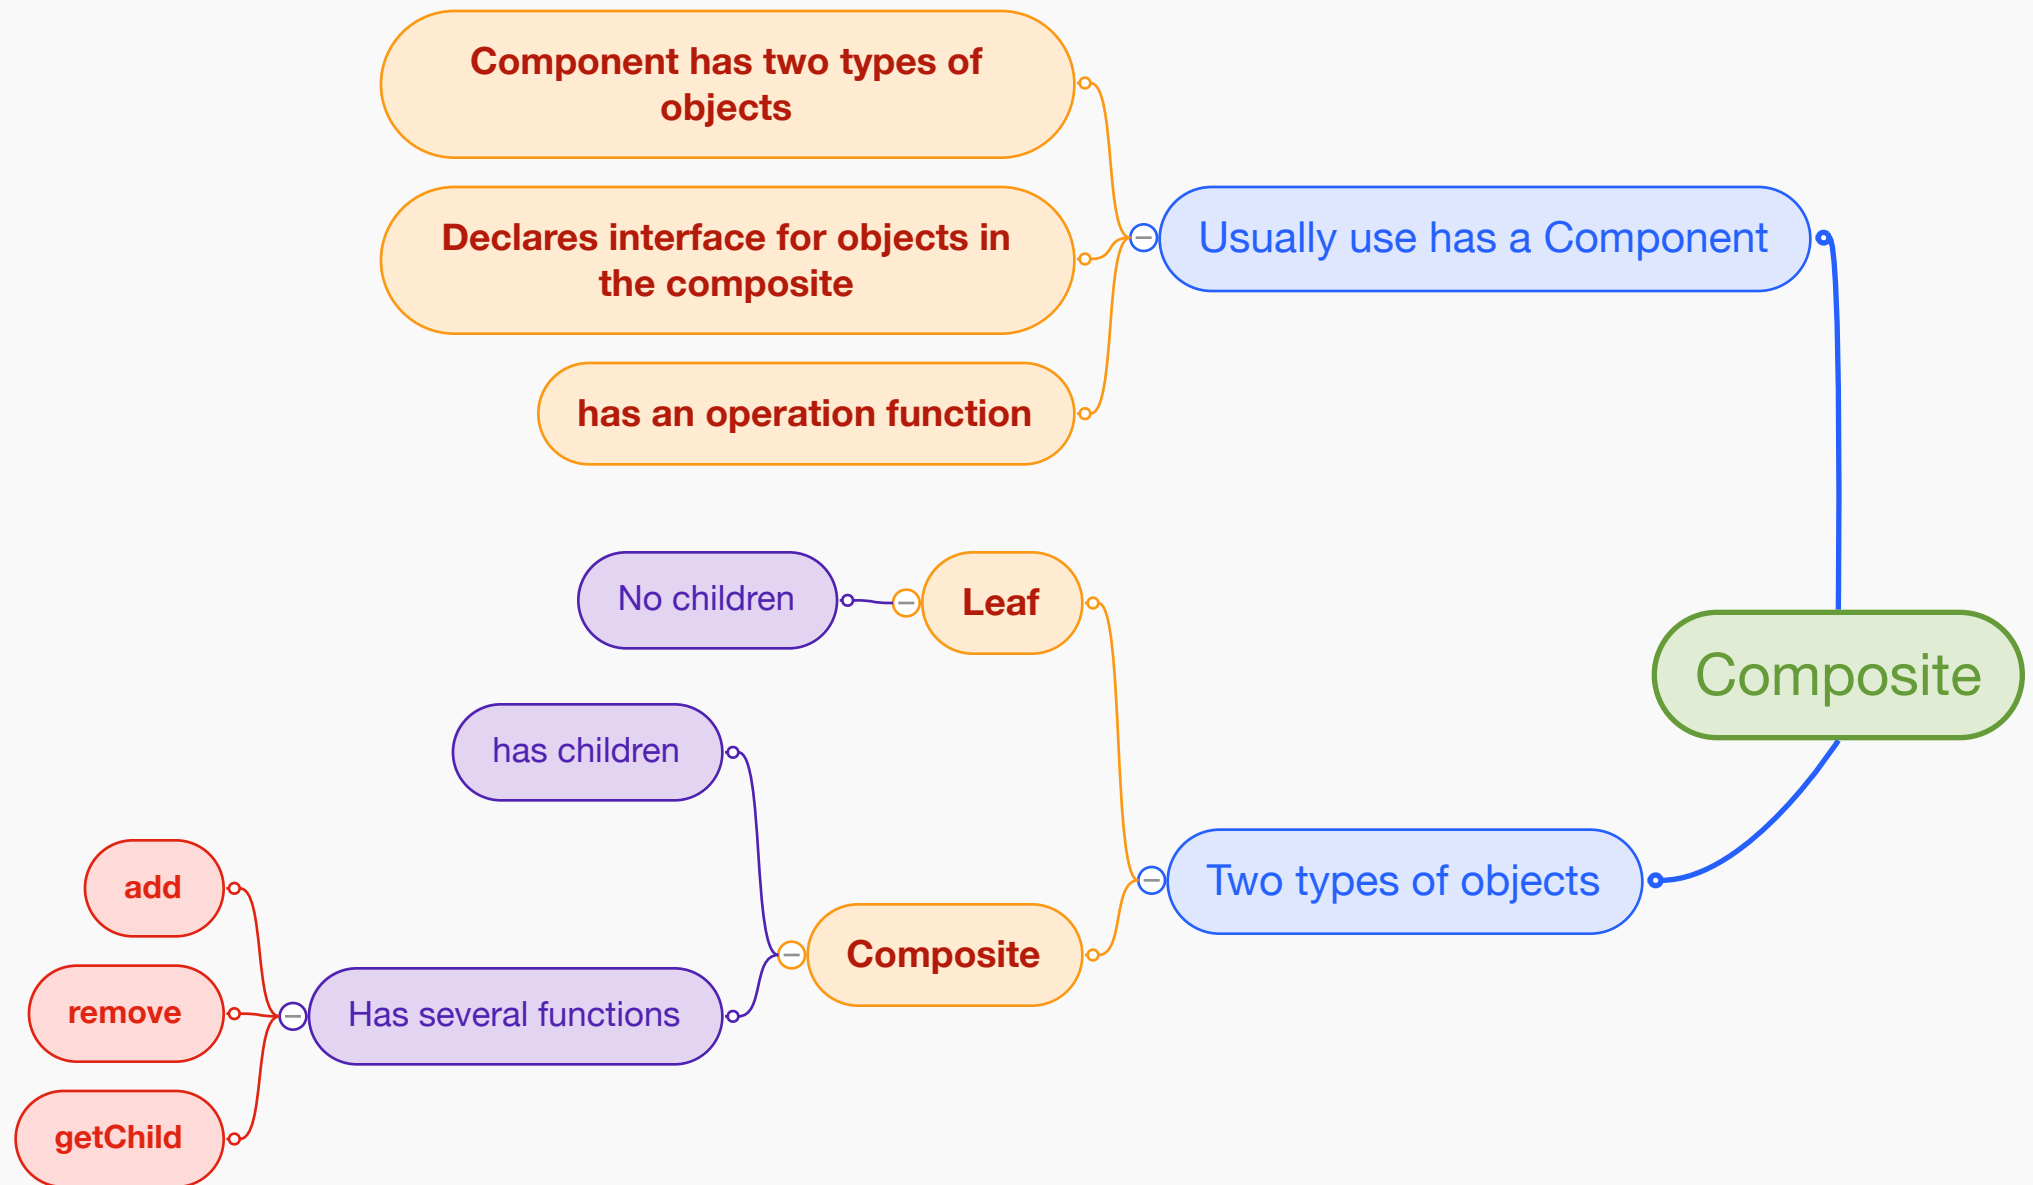 Component has two types of
objects
Declares interface for objects in
the composite
has an operation function
Usually use has a Component
No children
Leaf
has children
Composite
add
remove
getChild
Has several functions
Composite
Two types of objects